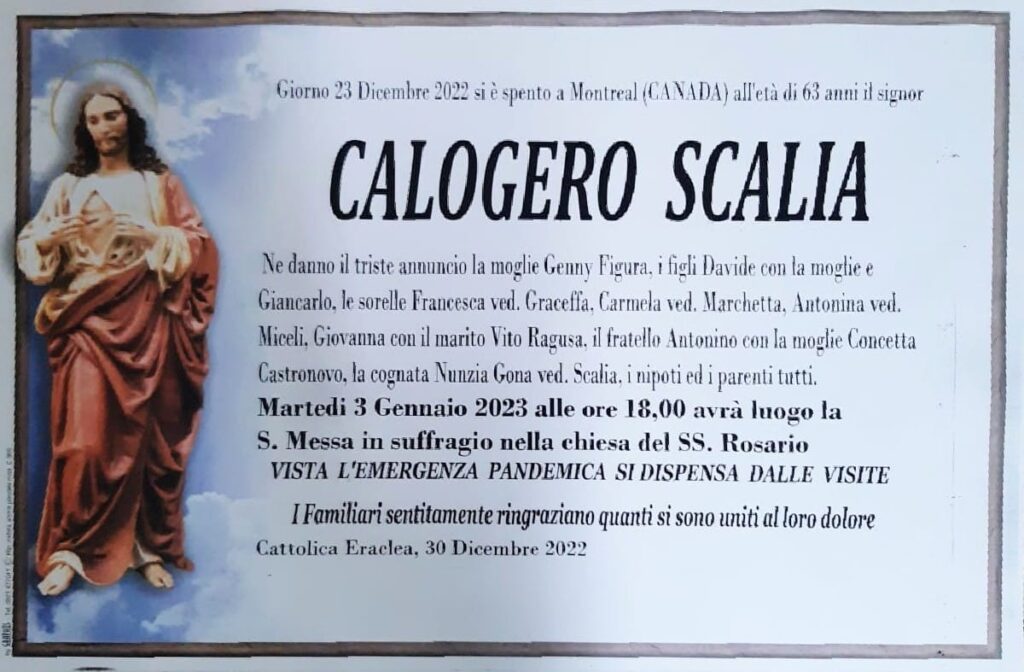 Giorno 23 Dicembre 2022 si è spento a Montreal (CANADA) all'età di 63 anni il signor
CALOGERO SCALIA
Ne danno il triste annuncio la moglie Genny Figura, i figli Davide con la moglie e
Giancarlo, le sorelle Francesca ved. Graceffa, Carmela ved. Marchetta, Antonina ved.
Miceli, Giovanna con il marito Vito Ragusa, il fratello Antonino con la moglie Concetta
Castronovo, la cognata Nunzia Gona ved. Scalia, i nipoti ed i parenti tutti.
Martedi 3 Gennaio 2023 alle ore 18,00 avrà luogo la
S. Messa in suffragio nella chiesa del SS. Rosario
VISTA L'EMERGENZA PANDEMICA SI DISPENSA DALLE VISITE
I Familiari sentitamente ringraziano quanti si sono uniti al loro dolore
Cattolica Eraclea, 30 Dicembre 2022